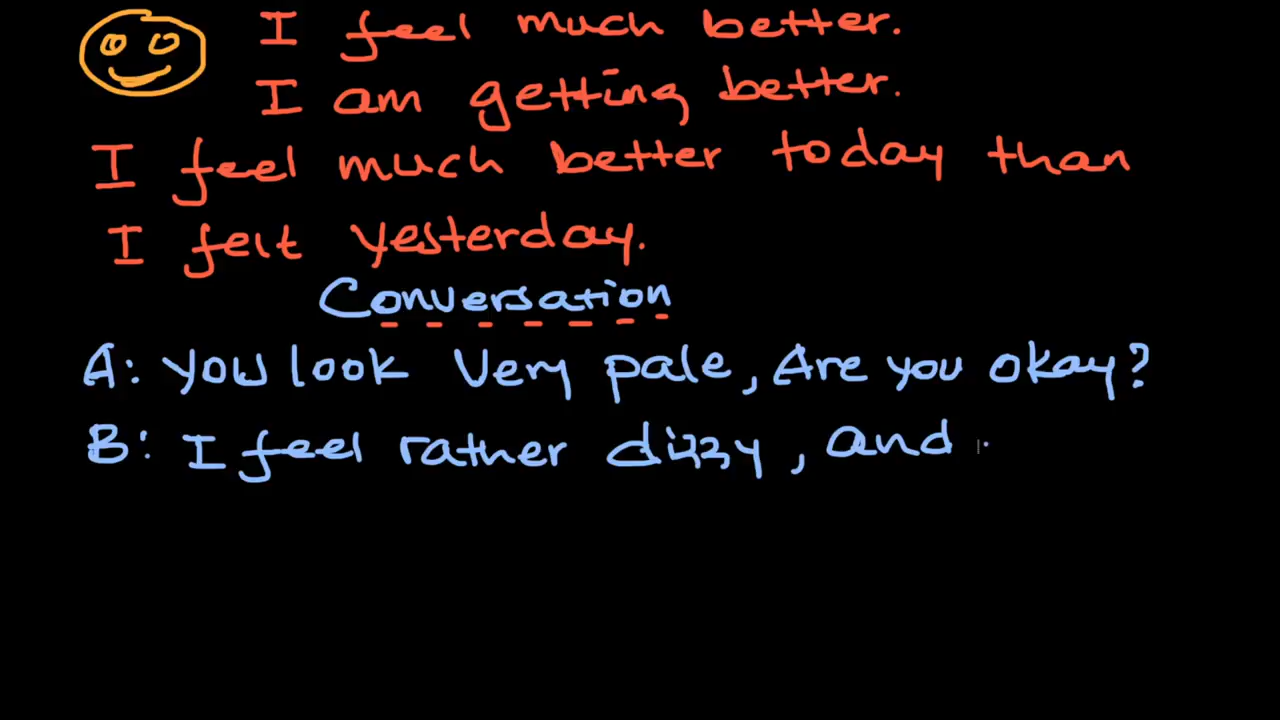 I feel much better.
I am getting better.
I feel much better today than
I felt yesterday.
Conversation
A: You look very pale, Are you okay?
B: I feel rather dizzy, and